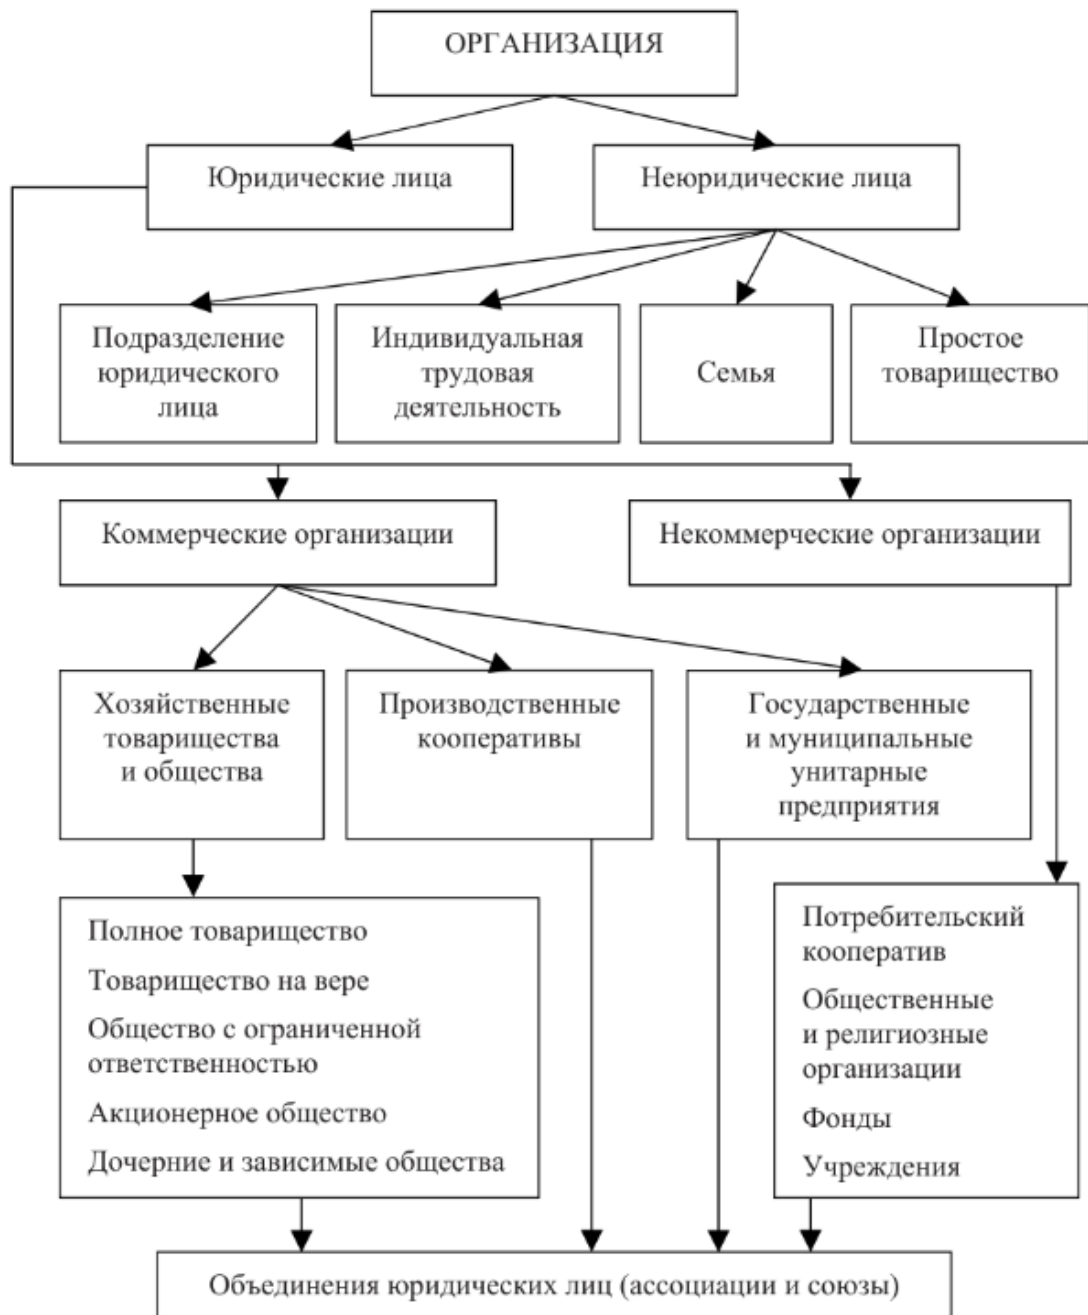 ОРГАНИЗАЦИЯ
Юридические лица
Неюридические лица
Подразделение
юридического
лица
Индивидуальная
трудовая
деятельность
Семья
Простое
товарищество
Коммерческие организации
Некоммерческие организации
Хозяйственные
товарищества
и общества
Производственные
кооперативы
Государственные
и муниципальные
унитарные
предприятия
Полное товарищество
Товарищество на вере
Общество с ограниченной
ответственностью
Акционерное общество
Дочерние и зависимые общества
Потребительский
кооператив
Общественные
и религиозные
организации
Фонды
Учреждения
Объединения юридических лиц (ассоциации и союзы)